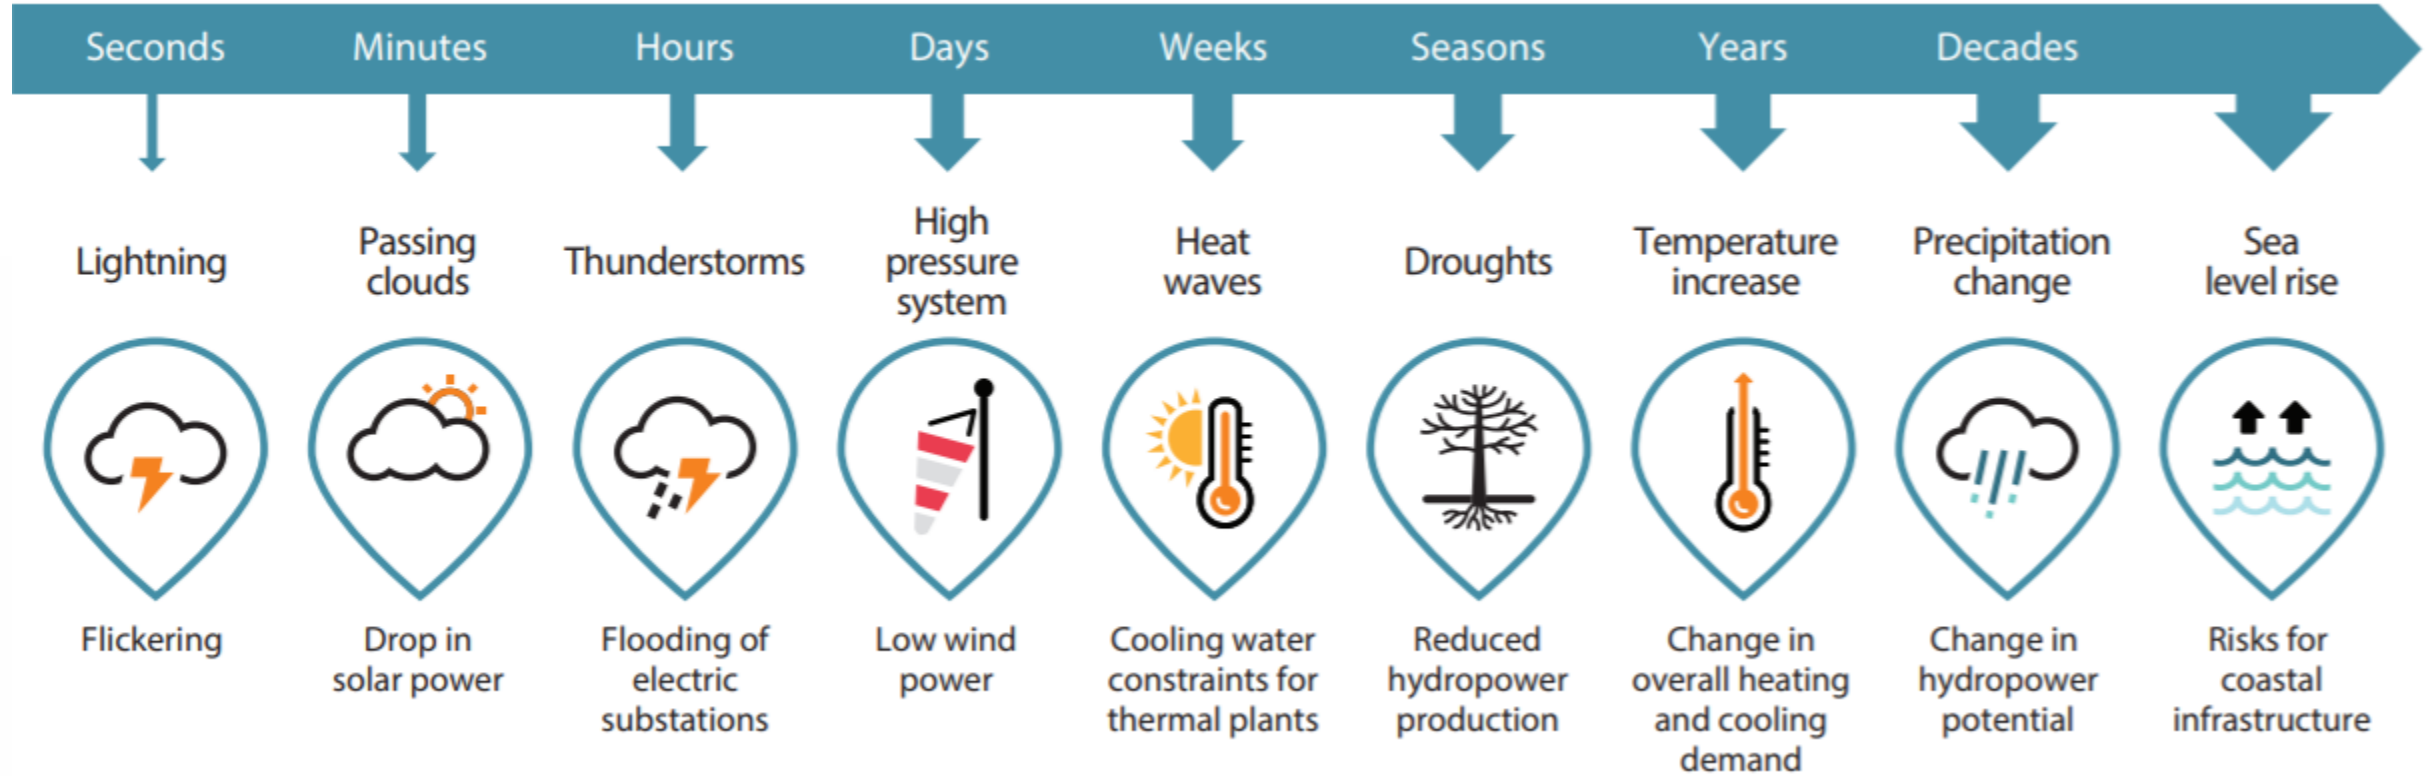 Seconds Minutes Hours Days Weeks Seasons Years Decades
Lightning
Passing
clouds
Thunderstorms
High
pressure
system
Heat
waves
Droughts
Temperature
increase
Precipitation
change
Sea
level rise
Flickering
Drop in
solar power
Flooding of
electric
substations
Low wind
power
Cooling water
constraints for
thermal plants
Reduced
hydropower
production
Change in
overall heating
and cooling
demand
Change in
hydropower
potential
Risks for
coastal
infrastructure